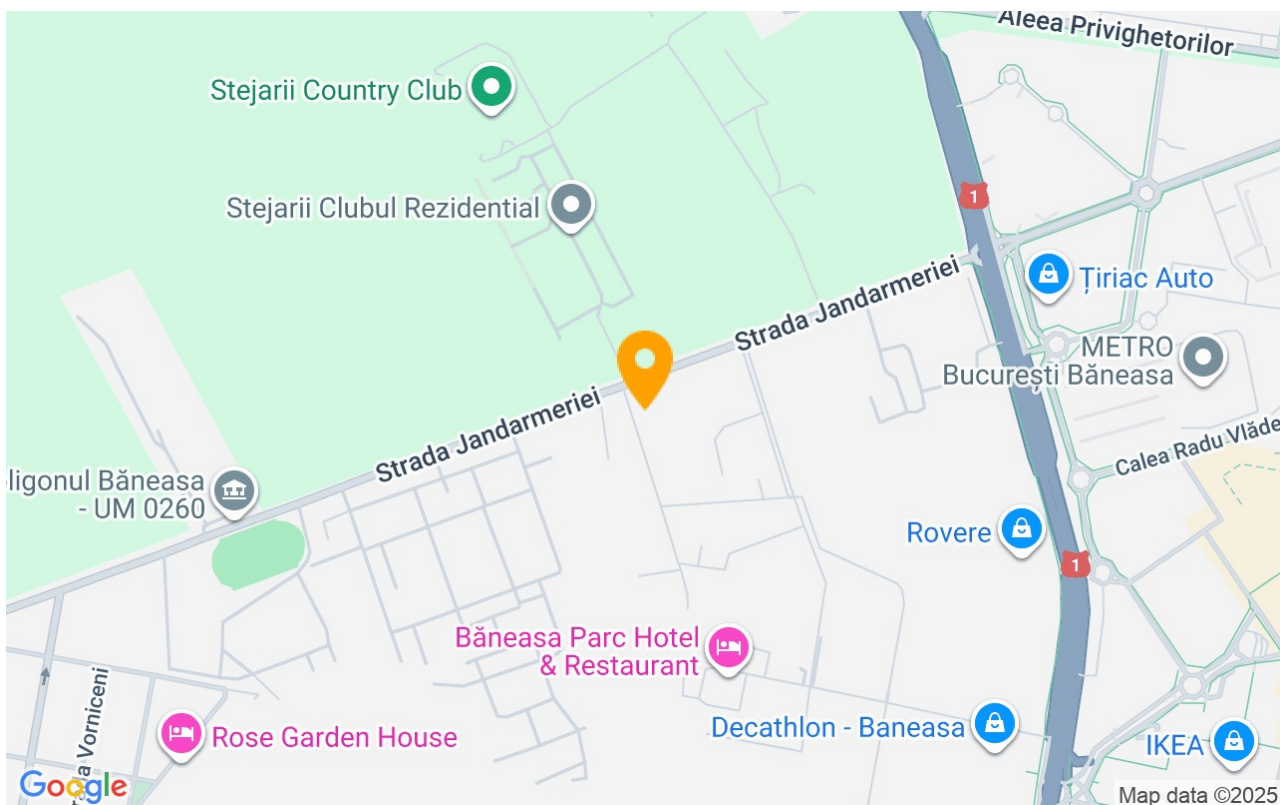 Aleea Privighetorilor
Stejarii Country Club
1
Stejarii Clubul Rezidential
Strada Jandarmeriei
Țiriac Auto
METRO
București Băneasa
Strada Jandarmeriei
Calea Radu Vlăde
ligonul Băneasa
- UM 0260
Rovere
1
Băneasa Parc Hotel
& Restaurant
Vorniceni
Decathlon - Baneasa
Rose Garden House
IKEA
Google
Map data ©2025